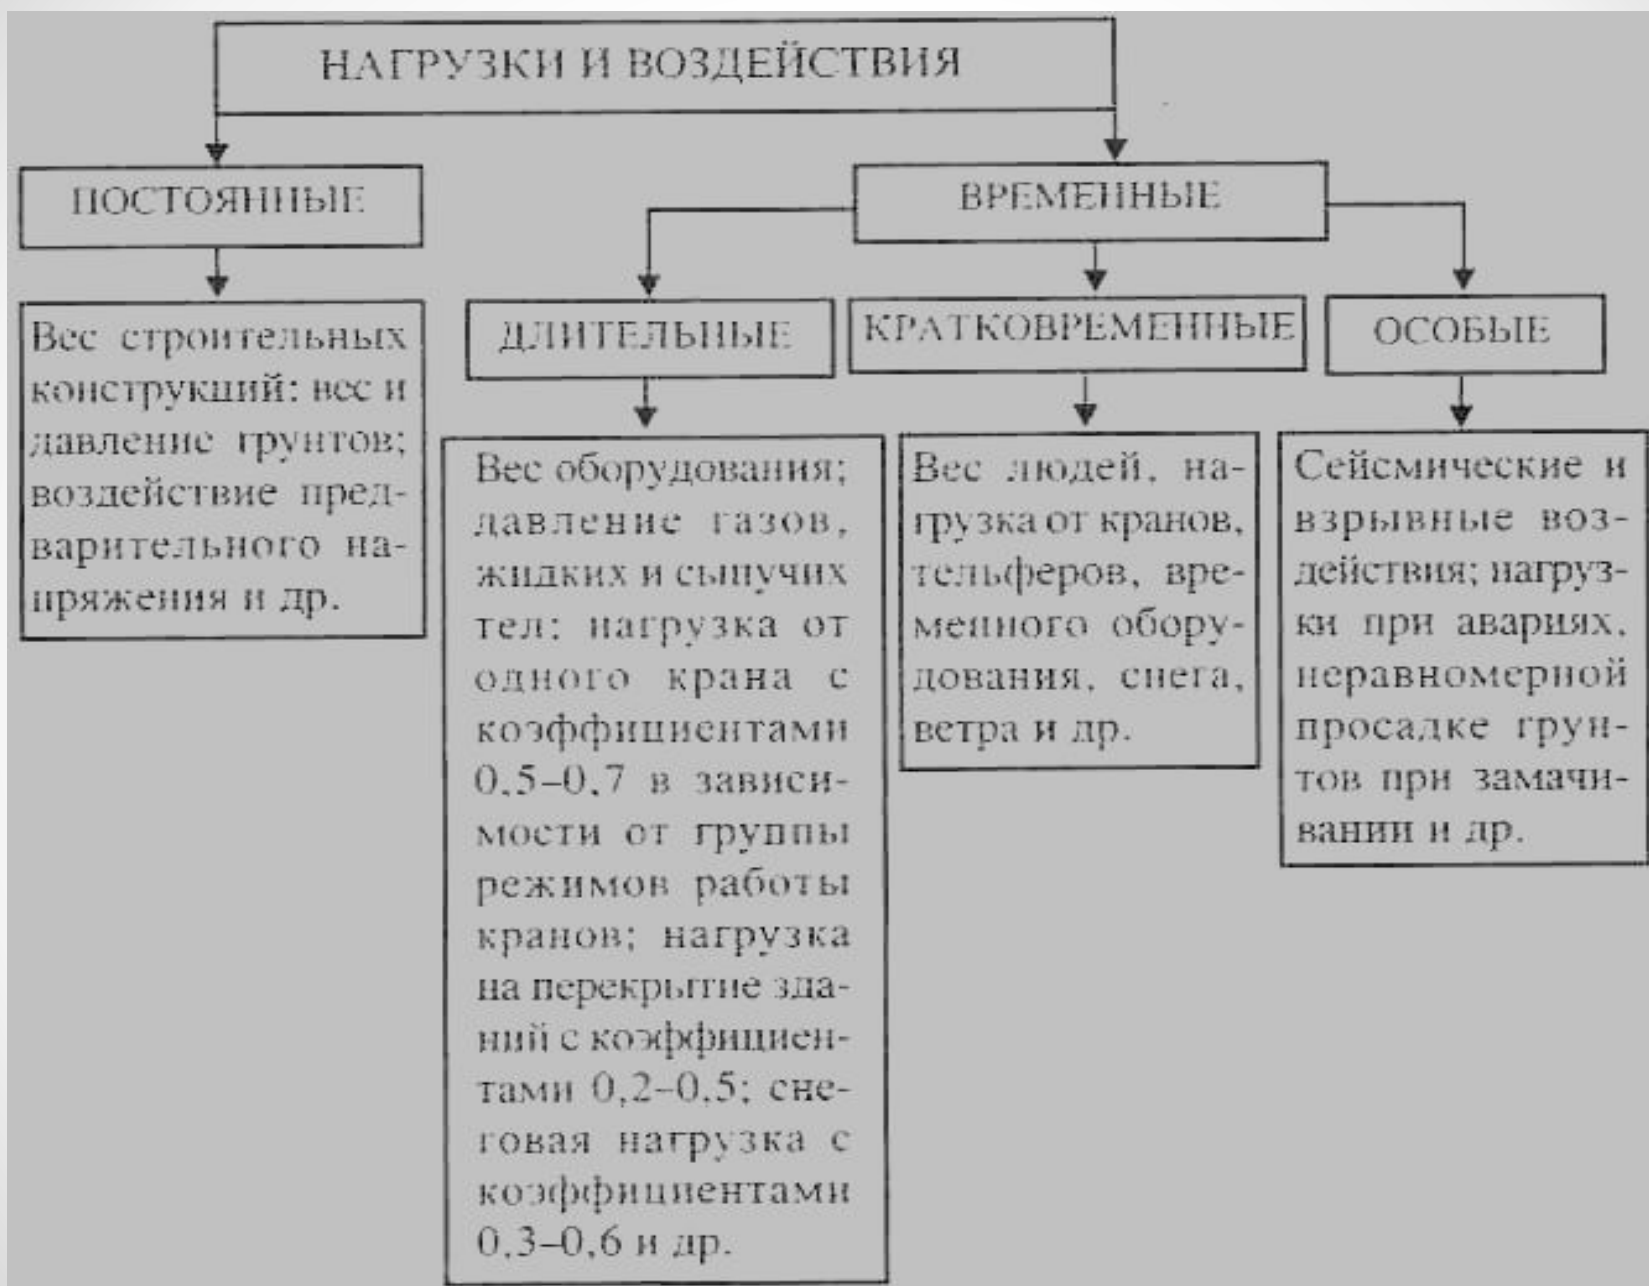 НАГРУЗКИ И ВОЗДЕЙСТВИЯ
ПОСТОЯННЫЕ
ВРЕМЕННЫЕ
Вес строительных
конструкций: вес и
давление грунтов;
воздействие пред-
варительного на-
пряжения и др.
ДЛИТЕЛЬНЫЕ
КРАТКОВРЕМЕННЫЕ
ОСОБЫЕ
Вес оборудования;
давление газов,
жидких и сыпучих
тел: нагрузка от
одного крана с
коэффициентами
0,5–0,7 в зависи-
мости от группы
режимов работы
кранов; нагрузка
на перекрытие зда-
ний с коэффициен-
тами 0,2–0,5; сне-
говая нагрузка с
коэффициентами
0,3–0,6 и др.
Вес людей, на-
грузка от кранов,
тельферов, вре-
менного обору-
дования, снега,
ветра и др.
Сейсмические и
взрывные воз-
действия; нагруз-
ки при авариях,
неравномерной
просадке грун-
тов при замачи-
вании и др.